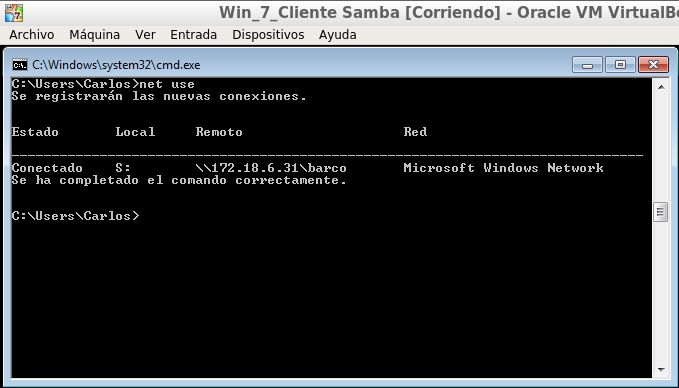 Win_7_Cliente Samba [Corriendo] - Oracle VM VirtualBo
Archivo Máquina Ver Entrada Dispositivos Ayuda
C:\Windows\system32\cmd.exe
C:\Users\Carlos>net use
Se registrarán las nuevas conexiones.
Estado Local Remoto Red
Conectado S: \\172.18.6.31\barco Microsoft Windows Network
Se ha completado el comando correctamente.
C:\Users\Carlos>